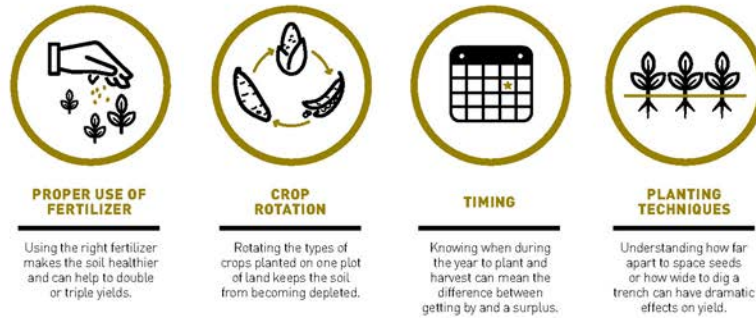 PROPER USE OF
FERTILIZER
Using the right fertilizer
makes the soil healthier
and can help to double
or triple yields.
CROP
ROTATION
Rotating the types of
crops planted on one plot
of land keeps the soil
from becoming depleted.
TIMING
Knowing when during
the year to plant and
harvest can mean the
difference between
getting by and a surplus.
PLANTING
TECHNIQUES
Understanding how far
apart to space seeds
or how wide to dig a
trench can have dramatic
effects on yield.